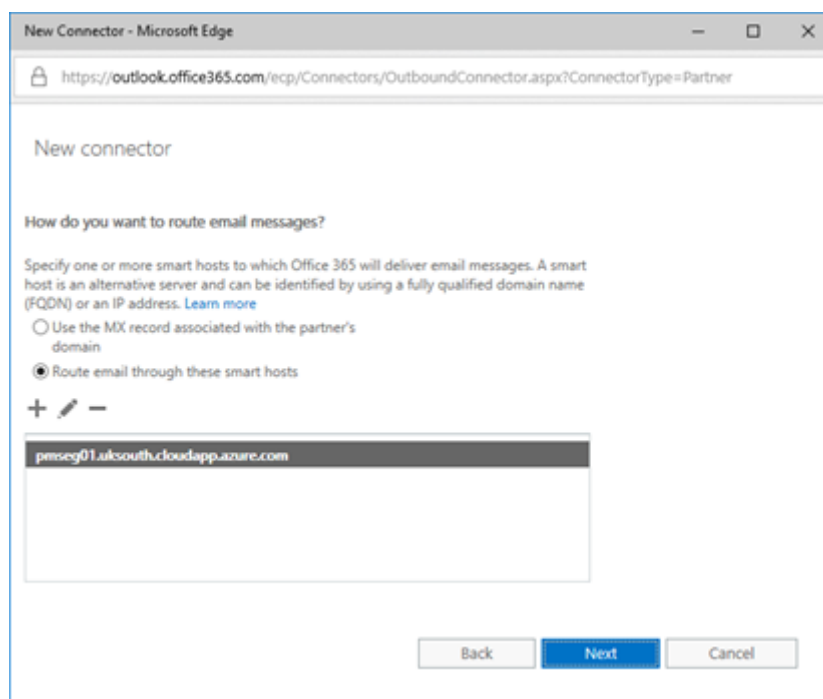 New Connector - Microsoft Edge
https://outlook.office365.com/ecp/Connectors/OutboundConnector.aspx?ConnectorType=Partner
New connector
How do you want to route email messages?
Specify one or more smart hosts to which Office 365 will deliver email messages. A smart
host is an alternative server and can be identified by using a fully qualified domain name
(FQDN) or an IP address. Learn more
Use the MX record associated with the partner's
domain
Route email through these smart hosts
pmseg01.uksouth.cloudapp.azure.com
Back
Next
Cancel